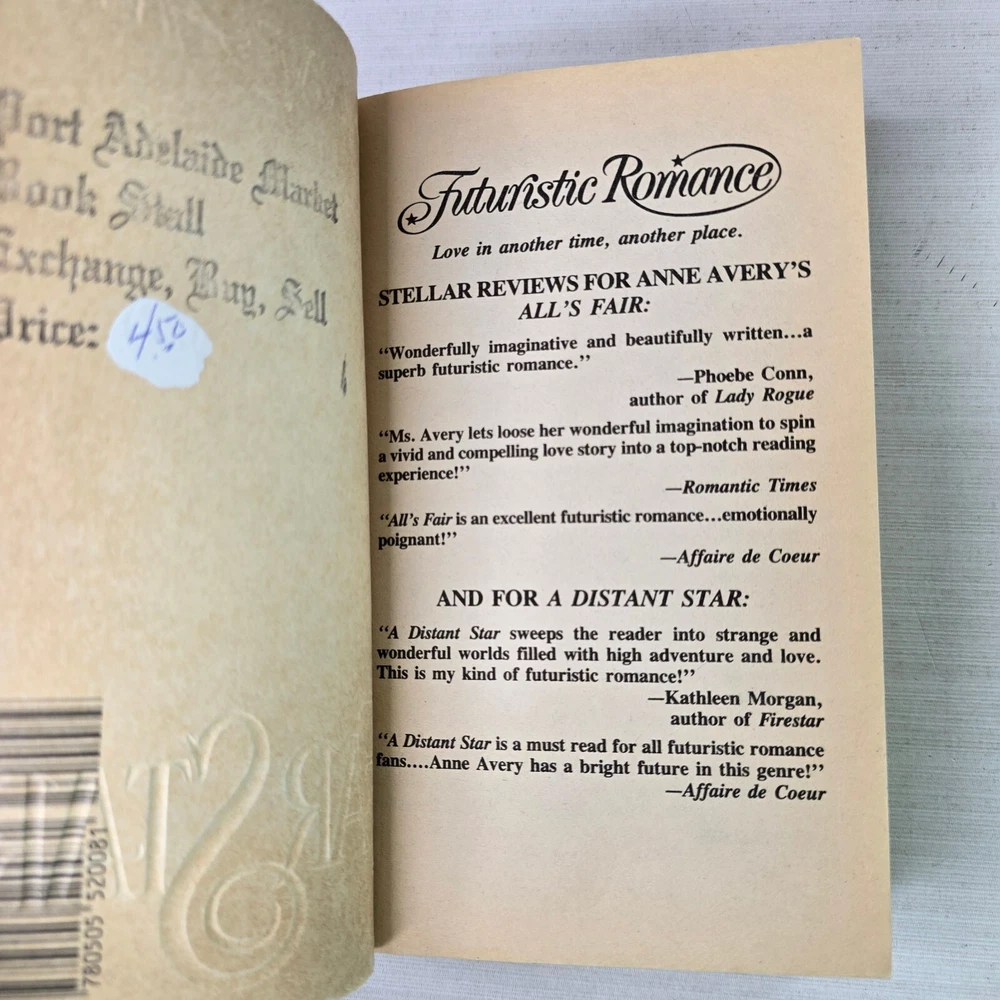 Port Adelaide Market
Book Stall
Exchange, Buy, Sell
Price:
4.50
780505 520081
Futuristic Romance
Love in another time, another place.
STELLAR REVIEWS FOR ANNE AVERY'S
ALL'S FAIR:
"Wonderfully imaginative and beautifully written...a
superb futuristic romance."
—Phoebe Conn,
author of Lady Rogue
"Ms. Avery lets loose her wonderful imagination to spin
a vivid and compelling love story into a top-notch reading
experience!"
—Romantic Times
"All's Fair is an excellent futuristic romance...emotionally
poignant!"
—Affaire de Coeur
AND FOR A DISTANT STAR:
"A Distant Star sweeps the reader into strange and
wonderful worlds filled with high adventure and love.
This is my kind of futuristic romance!"
—Kathleen Morgan,
author of Firestar
"A Distant Star is a must read for all futuristic romance
fans....Anne Avery has a bright future in this genre!"
—Affaire de Coeur